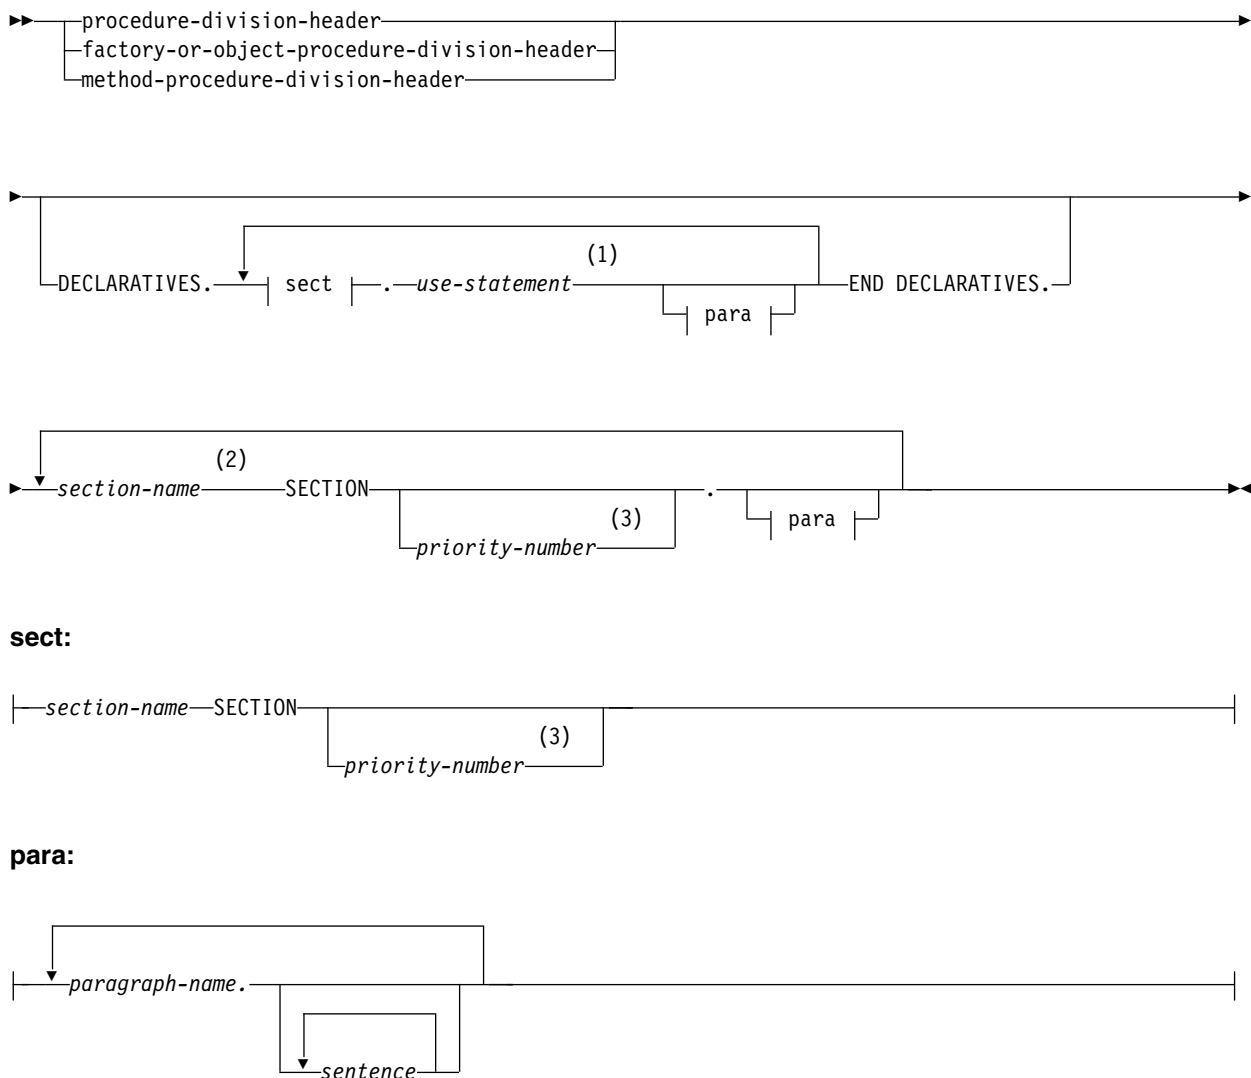 procedure-division-header
factory-or-object-procedure-division-header
method-procedure-division-header
(1)
DECLARATIVES. sect . use-statement END DECLARATIVES.
para
(2)
section-name SECTION .
(3) para
priority-number
sect:
section-name SECTION
(3)
priority-number
para:
paragraph-name.
sentence